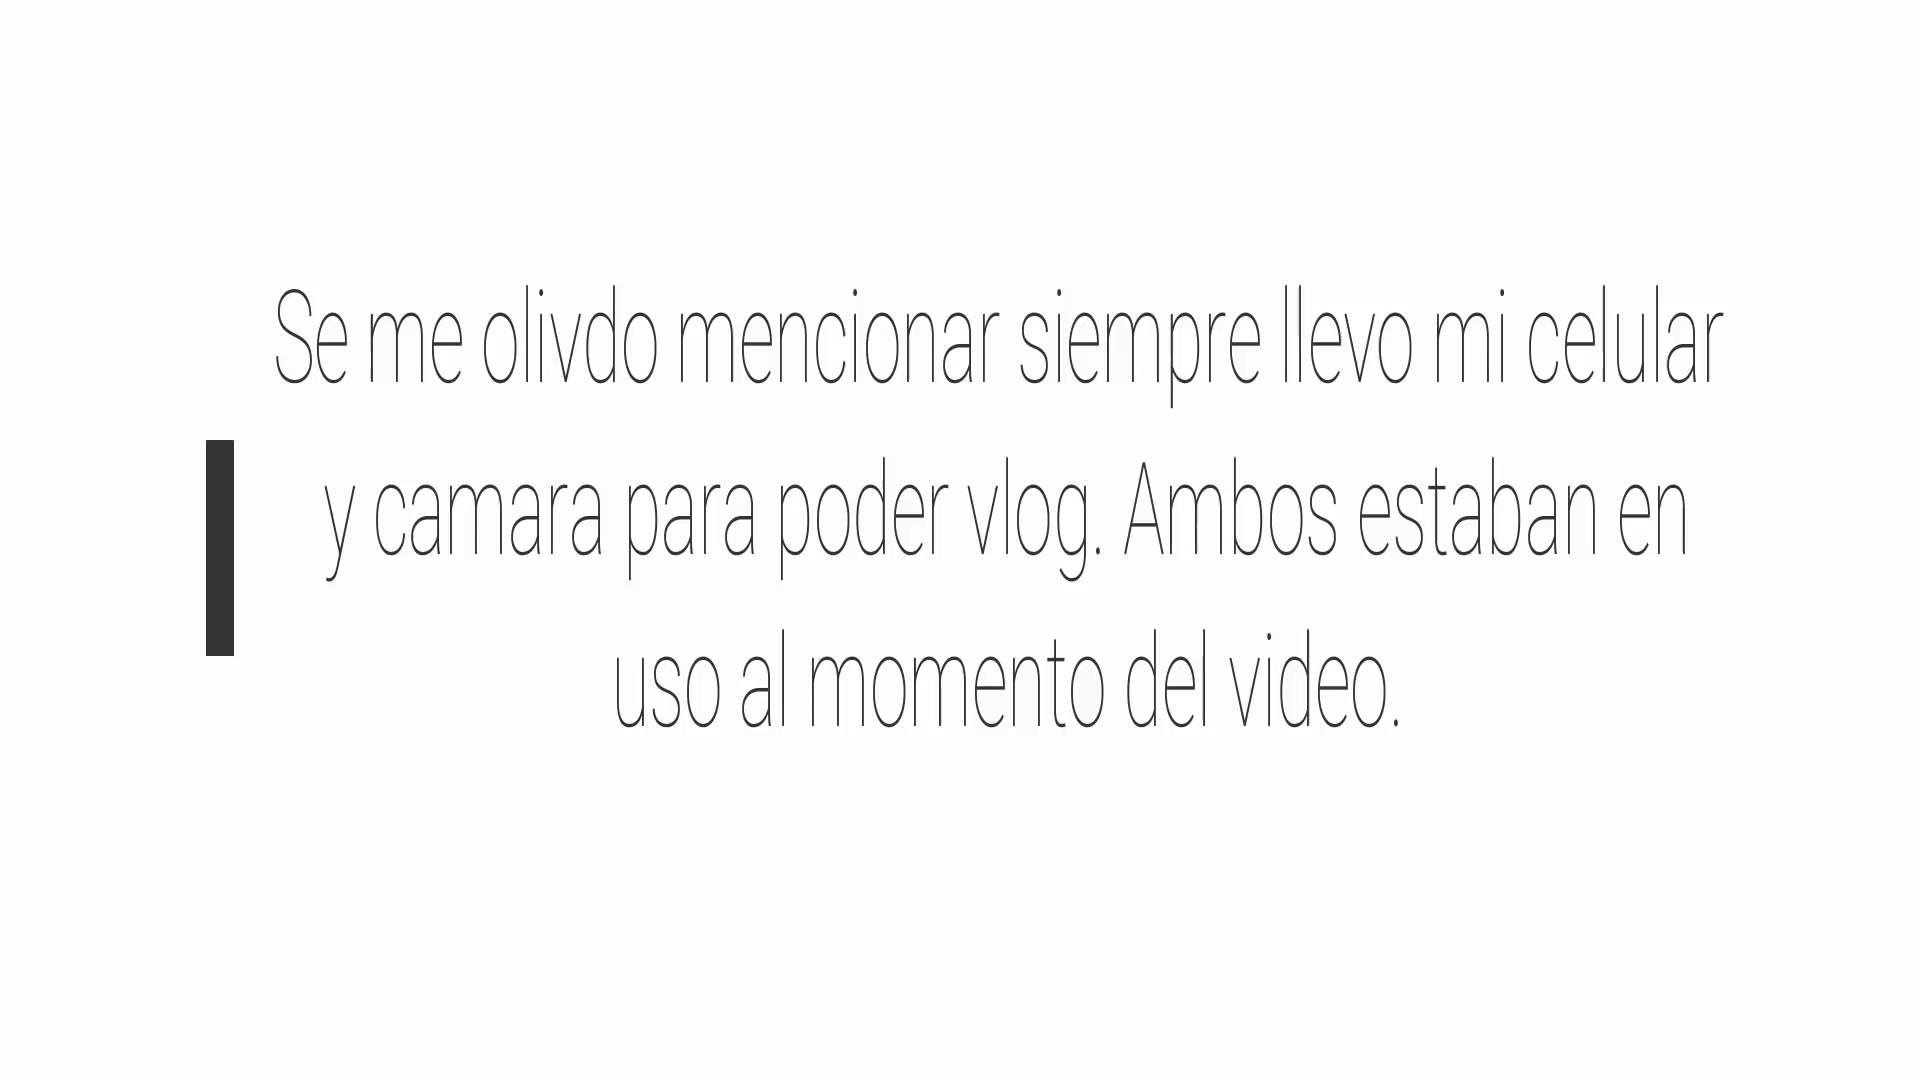 Se me olivdo mencionar siempre llevo mi celular
y camara para poder vlog. Ambos estaban en
uso al momento del video.